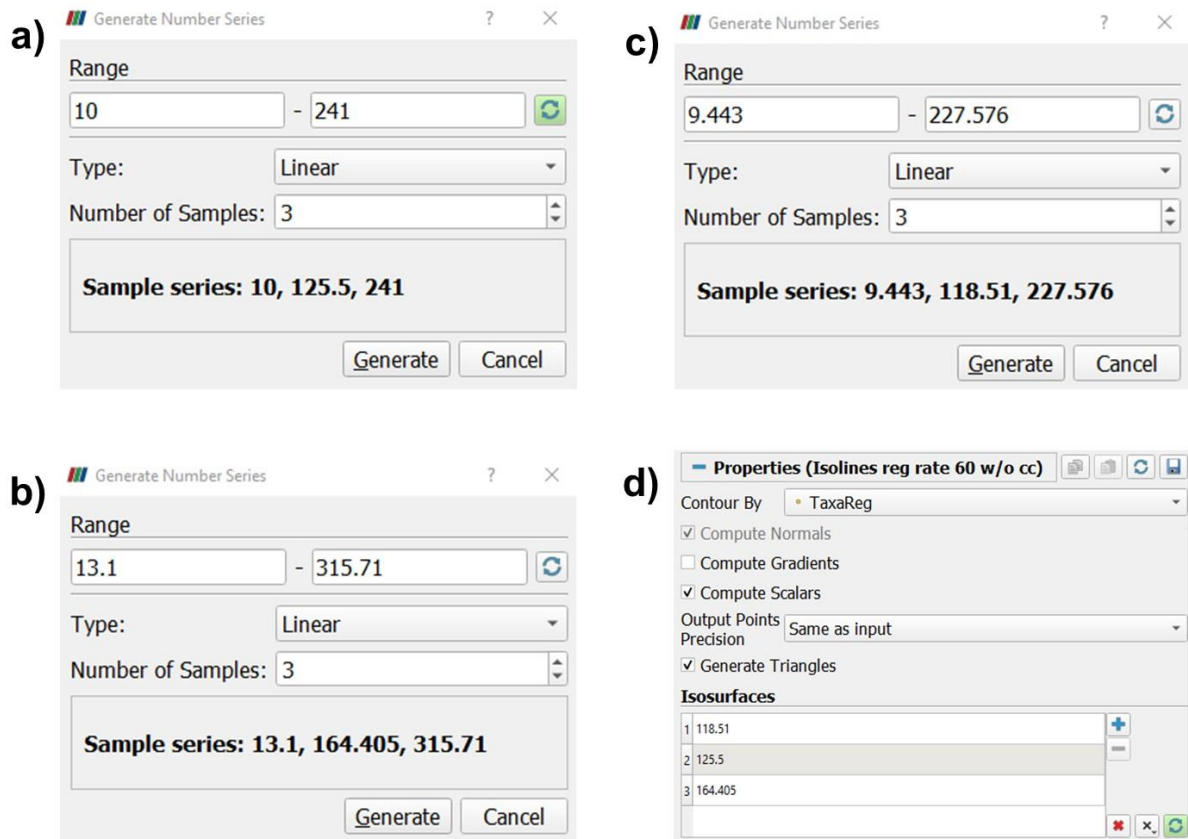 a)
Generate Number Series ?
Range
10 - 241
Type: Linear
Number of Samples: 3
Sample series: 10, 125.5, 241
Generate Cancel
b)
Generate Number Series ?
Range
13.1 - 315.71
Type: Linear
Number of Samples: 3
Sample series: 13.1, 164.405, 315.71
Generate Cancel
c)
Generate Number Series ?
Range
9.443 - 227.576
Type: Linear
Number of Samples: 3
Sample series: 9.443, 118.51, 227.576
Generate Cancel
d)
Properties (Isolines reg rate 60 w/o cc)
Contour By TaxaReg
Compute Normals
Compute Gradients
Compute Scalars
Output Points
Precision
Same as input
Generate Triangles
Isosurfaces
1 118.51
2 125.5
3 164.405